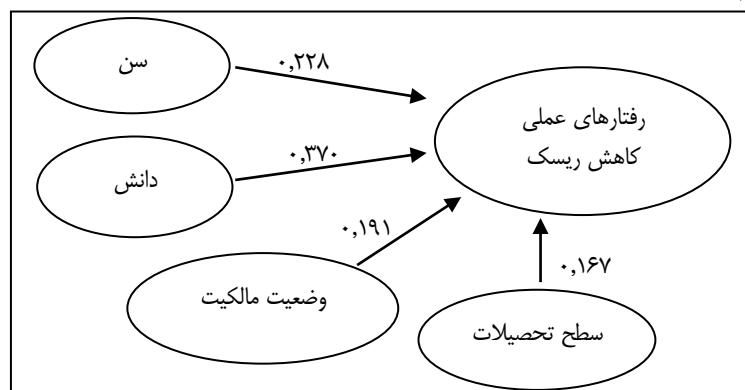 سن
۰,۲۲۸
رفتارهای عملی
کاهش ریسک
۰,۳۷۰
دانش
۰,۱۹۱
وضعیت مالکیت
۰,۱۶۷
سطح تحصیلات